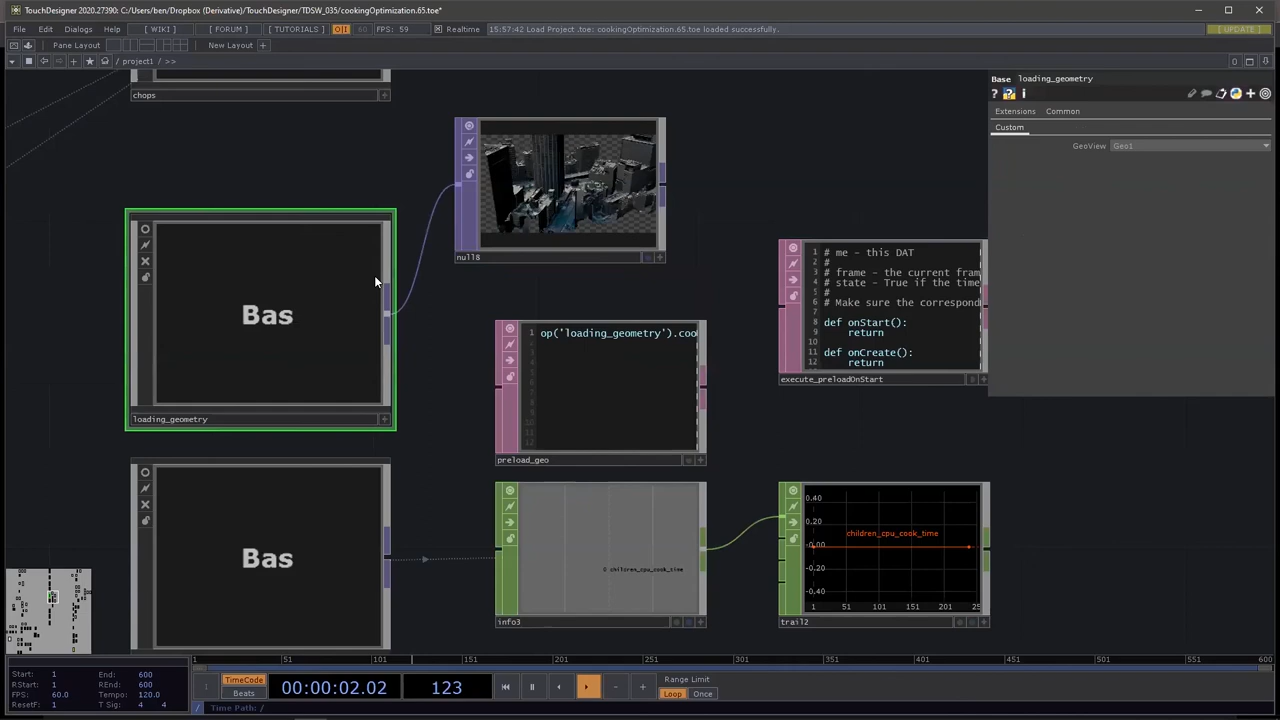 TouchDesigner 2020.27390: C:/Users/ben/Dropbox (Derivative)/TouchDesigner/TDSW_035/cookingOptimization.65.toe*
File Edit Dialogs Help [ WIKI ] [ FORUM ] [ TUTORIALS ] O|I 60 FPS: 59 Realtime 15:57:42 Load Project .toe: cookingOptimization.65.toe loaded successfully. [ UPDATE ]
Pane Layout New Layout +
/ project1 / >> 0
Base loading_geometry
chops
? i
Extensions Common
Custom
GeoView Geo1
null8
1 # me - this DAT
2 #
3 # frame - the current fram
4 # state - True if the time
5 #
6 # Make sure the correspond
7
8 def onStart():
9 return
10
11 def onCreate():
12 return
execute_preloadOnStart
Bas
loading_geometry
1 op('loading_geometry').coo
preload_geo
Bas
0 children_cpu_cook_time
info3
0.40
0.20
-0.00
-0.20
-0.40
children_cpu_cook_time
1 51 101 151 201 25
trail2
1 51 101 151 201 251 301 351 401 451 501 551 600
Start: 1 End: 600
RStart: 1 REnd: 600
FPS: 60.0 Tempo: 120.0
ResetF: 1 T Sig: 4 4
TimeCode
Beats
00:00:02.02 123
Range Limit
Loop Once
/ Time Path: /